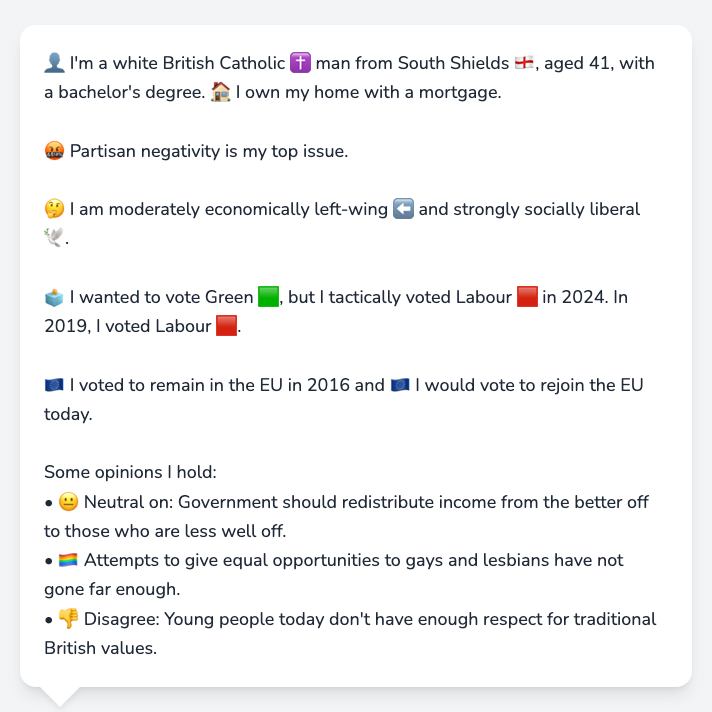 👤 I'm a white British Catholic ✝️ man from South Shields 🏴󠁧󠁢󠁥󠁮󠁧󠁿, aged 41, with
a bachelor's degree. 🏠 I own my home with a mortgage.
🤬 Partisan negativity is my top issue.
🤔 I am moderately economically left-wing ⬅️ and strongly socially liberal
🕊️.
🗳️ I wanted to vote Green 🟩, but I tactically voted Labour 🟥 in 2024. In
2019, I voted Labour 🟥.
🇪🇺 I voted to remain in the EU in 2016 and 🇪🇺 I would vote to rejoin the EU
today.
Some opinions I hold:
• 😐 Neutral on: Government should redistribute income from the better off
to those who are less well off.
• 🏳️‍🌈 Attempts to give equal opportunities to gays and lesbians have not
gone far enough.
• 👎 Disagree: Young people today don't have enough respect for traditional
British values.